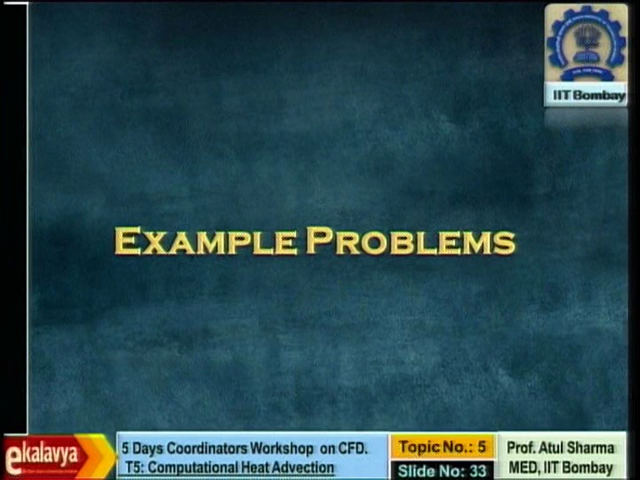 IIT Bombay
EXAMPLE PROBLEMS
ekalavya
5 Days Coordinators Workshop on CFD.
T5: Computational Heat Advection
Topic No.: 5
Slide No: 33
Prof. Atul Sharma
MED, IIT Bombay